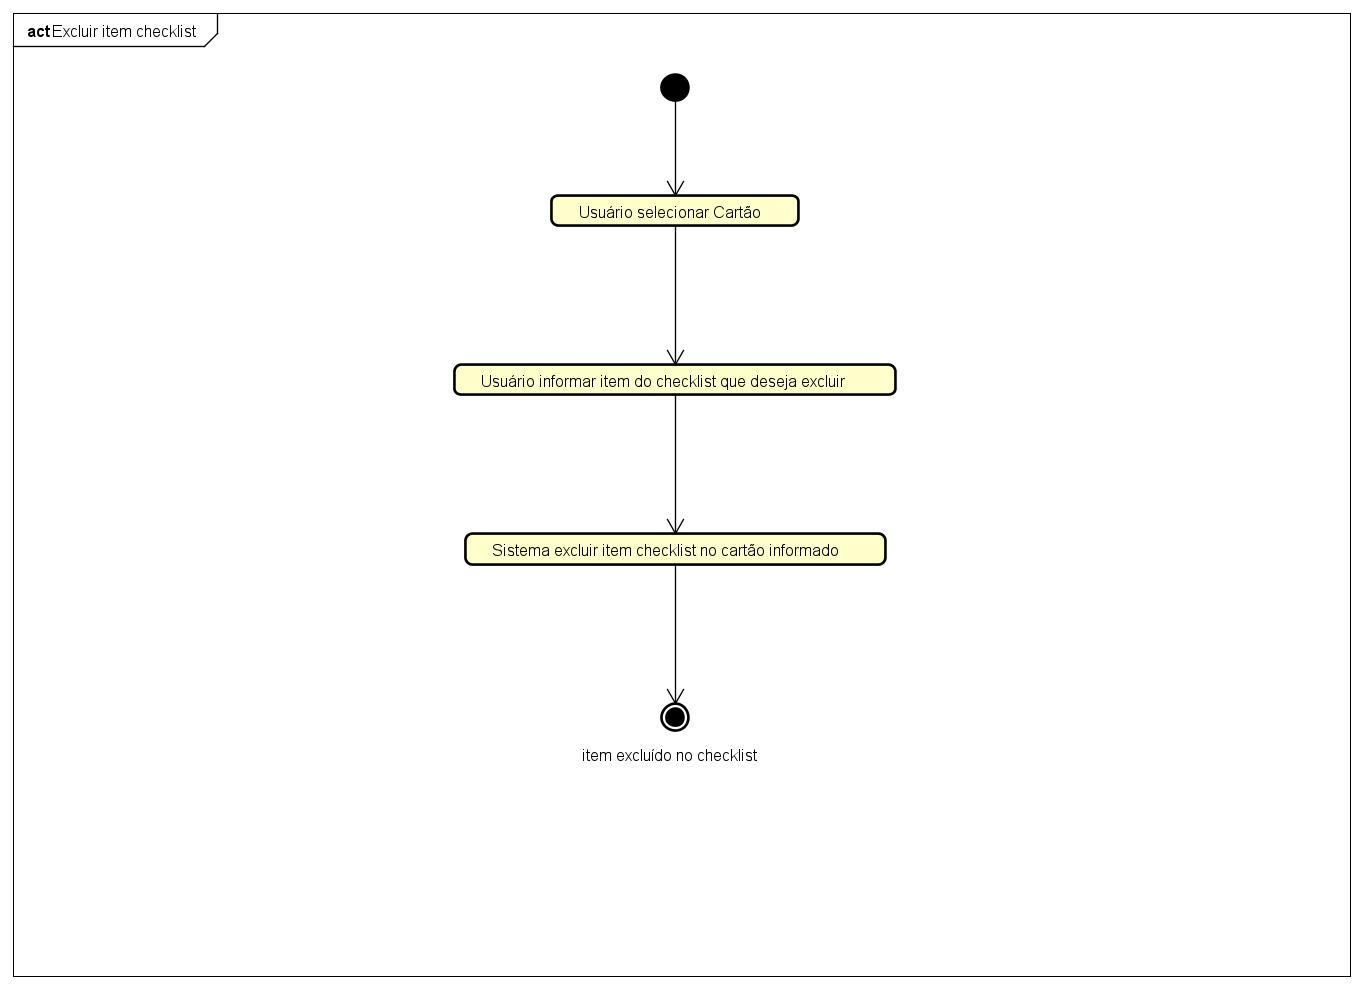 act Excluir item checklist
Usuário selecionar Cartão
Usuário informar item do checklist que deseja excluir
Sistema excluir item checklist no cartão informado
item excluído no checklist